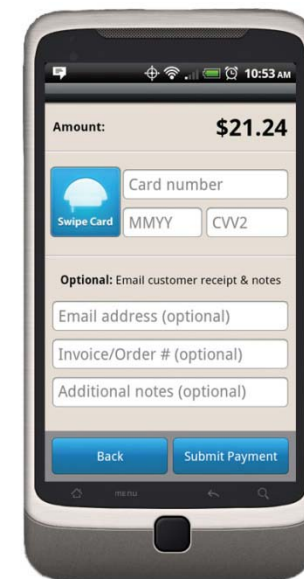 10:53 AM
Amount: $21.24
Card number
Swipe Card MMYY CVV2
Optional: Email customer receipt & notes
Email address (optional)
Invoice/Order # (optional)
Additional notes (optional)
Back Submit Payment
menu